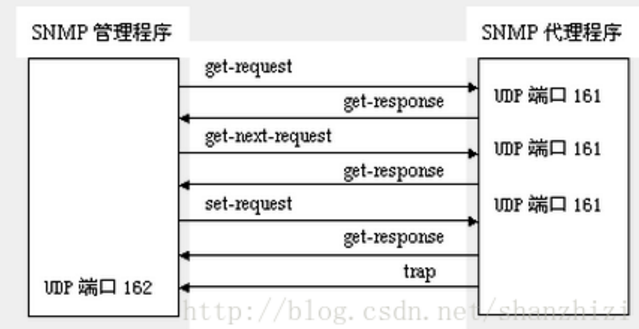 SNMP 管理程序
SNMP 代理程序
get-request
UDP 端口 161
get-response
get-next-request
UDP 端口 161
get-response
set-request
UDP 端口 161
get-response
trap
UDP 端口 162
http://blog.csdn.net/shanzhizi